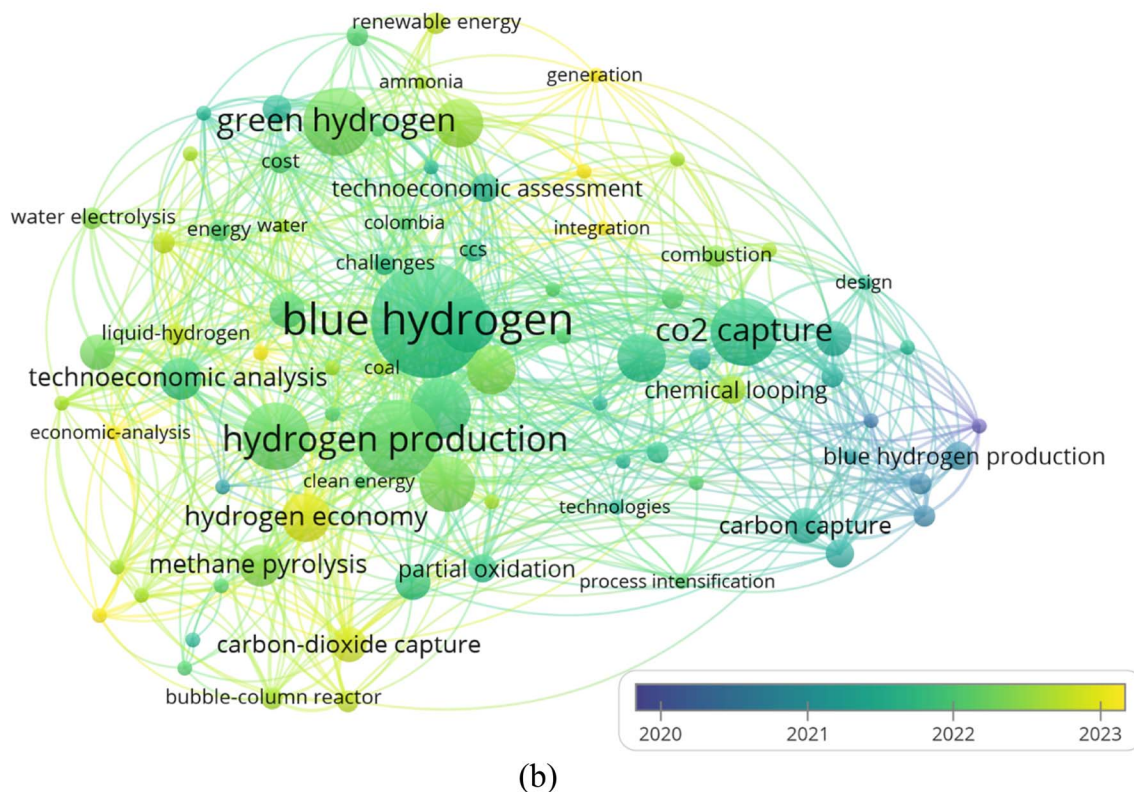 renewable energy
generation
ammonia
green hydrogen
cost
technoeconomic assessment
water electrolysis
energy
water
colombia
integration
ccs
combustion
challenges
design
blue hydrogen
co2 capture
liquid-hydrogen
coal
technoeconomic analysis
chemical looping
economic-analysis
hydrogen production
blue hydrogen production
clean energy
technologies
hydrogen economy
carbon capture
methane pyrolysis
partial oxidation
process intensification
carbon-dioxide capture
bubble-column reactor
2020 2021 2022 2023
(b)